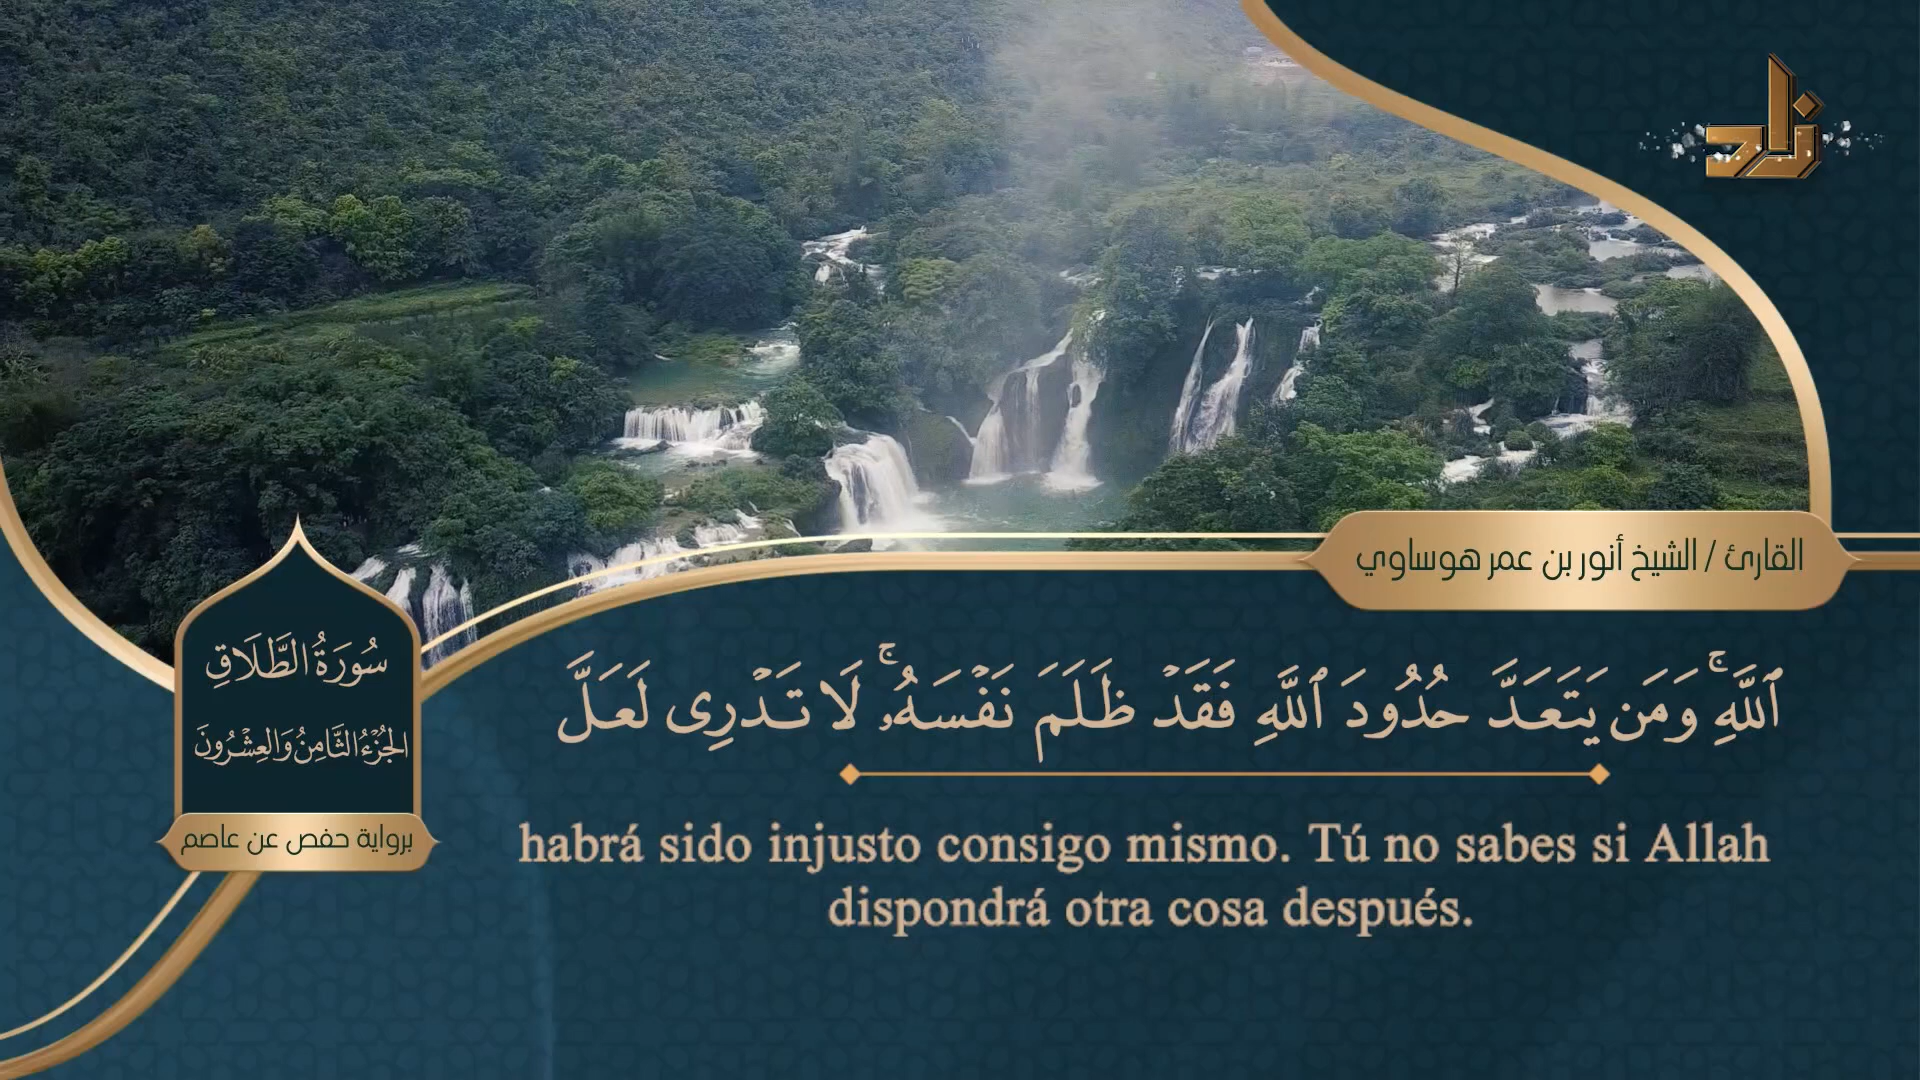 زاد
القارئ / الشيخ أنور بن عمر هوساوي
سُورَةُ الطَّلَاقِ
الجُزْءُ الثَّامِنُ وَالعِشْرُونَ
برواية حفص عن عاصم
ٱللَّهِۚ وَمَن يَتَعَدَّ حُدُودَ ٱللَّهِ فَقَدۡ ظَلَمَ نَفۡسَهُۥۚ لَا تَدۡرِى لَعَلَّ
habrá sido injusto consigo mismo. Tú no sabes si Allah
dispondrá otra cosa después.